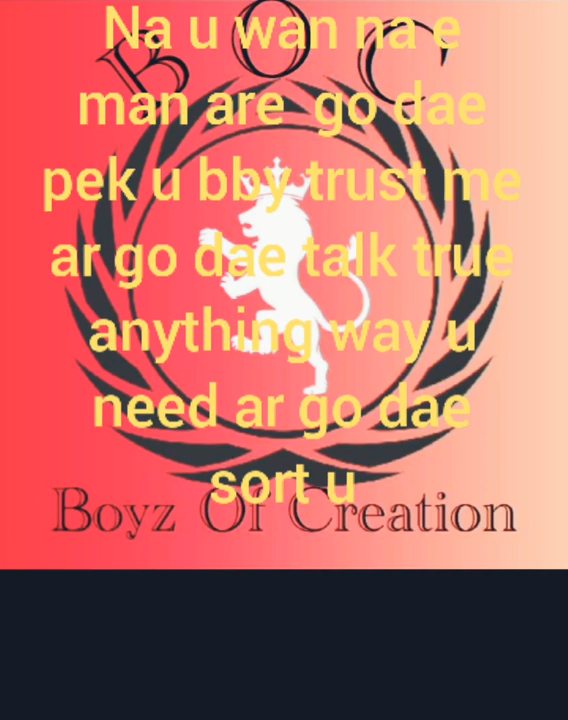 B O C
Na u wan na e
man are  go dae
pek u bby trust me
ar go dae talk true
anything way u
need ar go dae
sort u
Boyz Of Creation